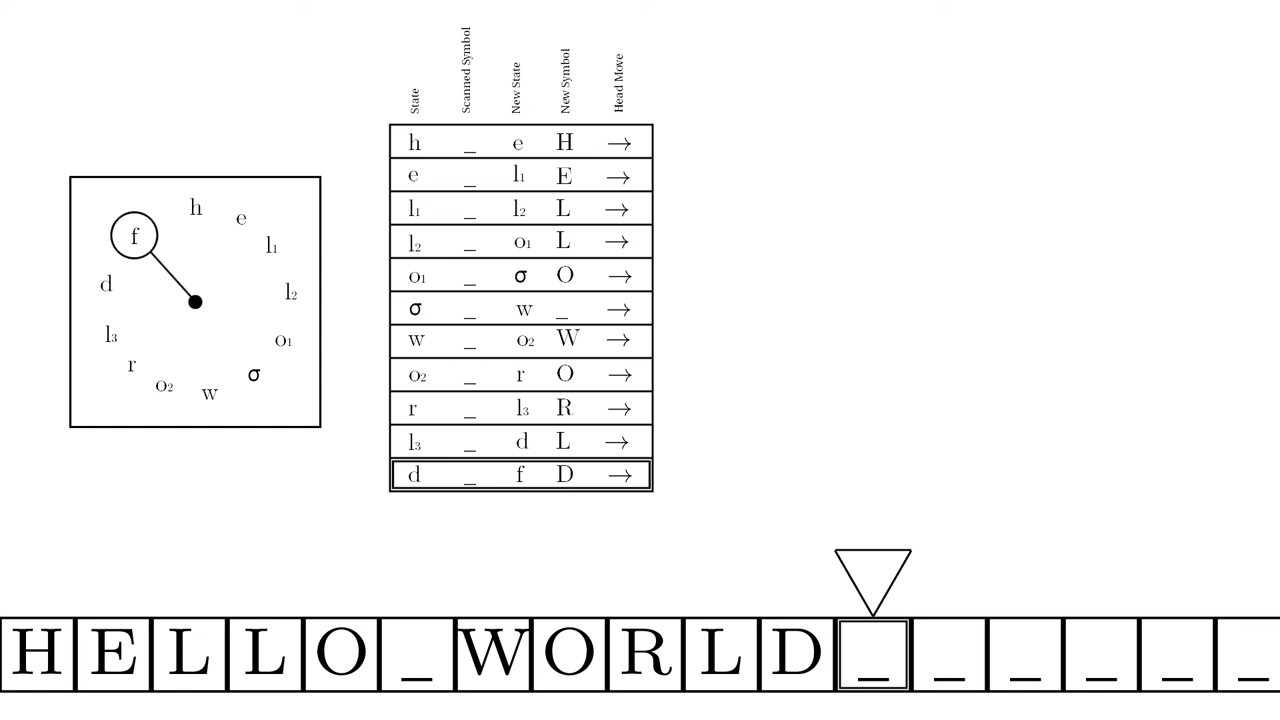 State Scanned Symbol New State New Symbol Head Move
h _ e H →
e _ l₁ E →
l₁ _ l₂ L →
l₂ _ o₁ L →
o₁ _ σ O →
σ _ w _ →
w _ o₂ W →
o₂ _ r O →
r _ l₃ R →
l₃ _ d L →
d _ f D →
h
e
f
l₁
d
l₂
l₃
o₁
r
σ
o₂
w
H E L L O _ W O R L D _ _ _ _ _ _